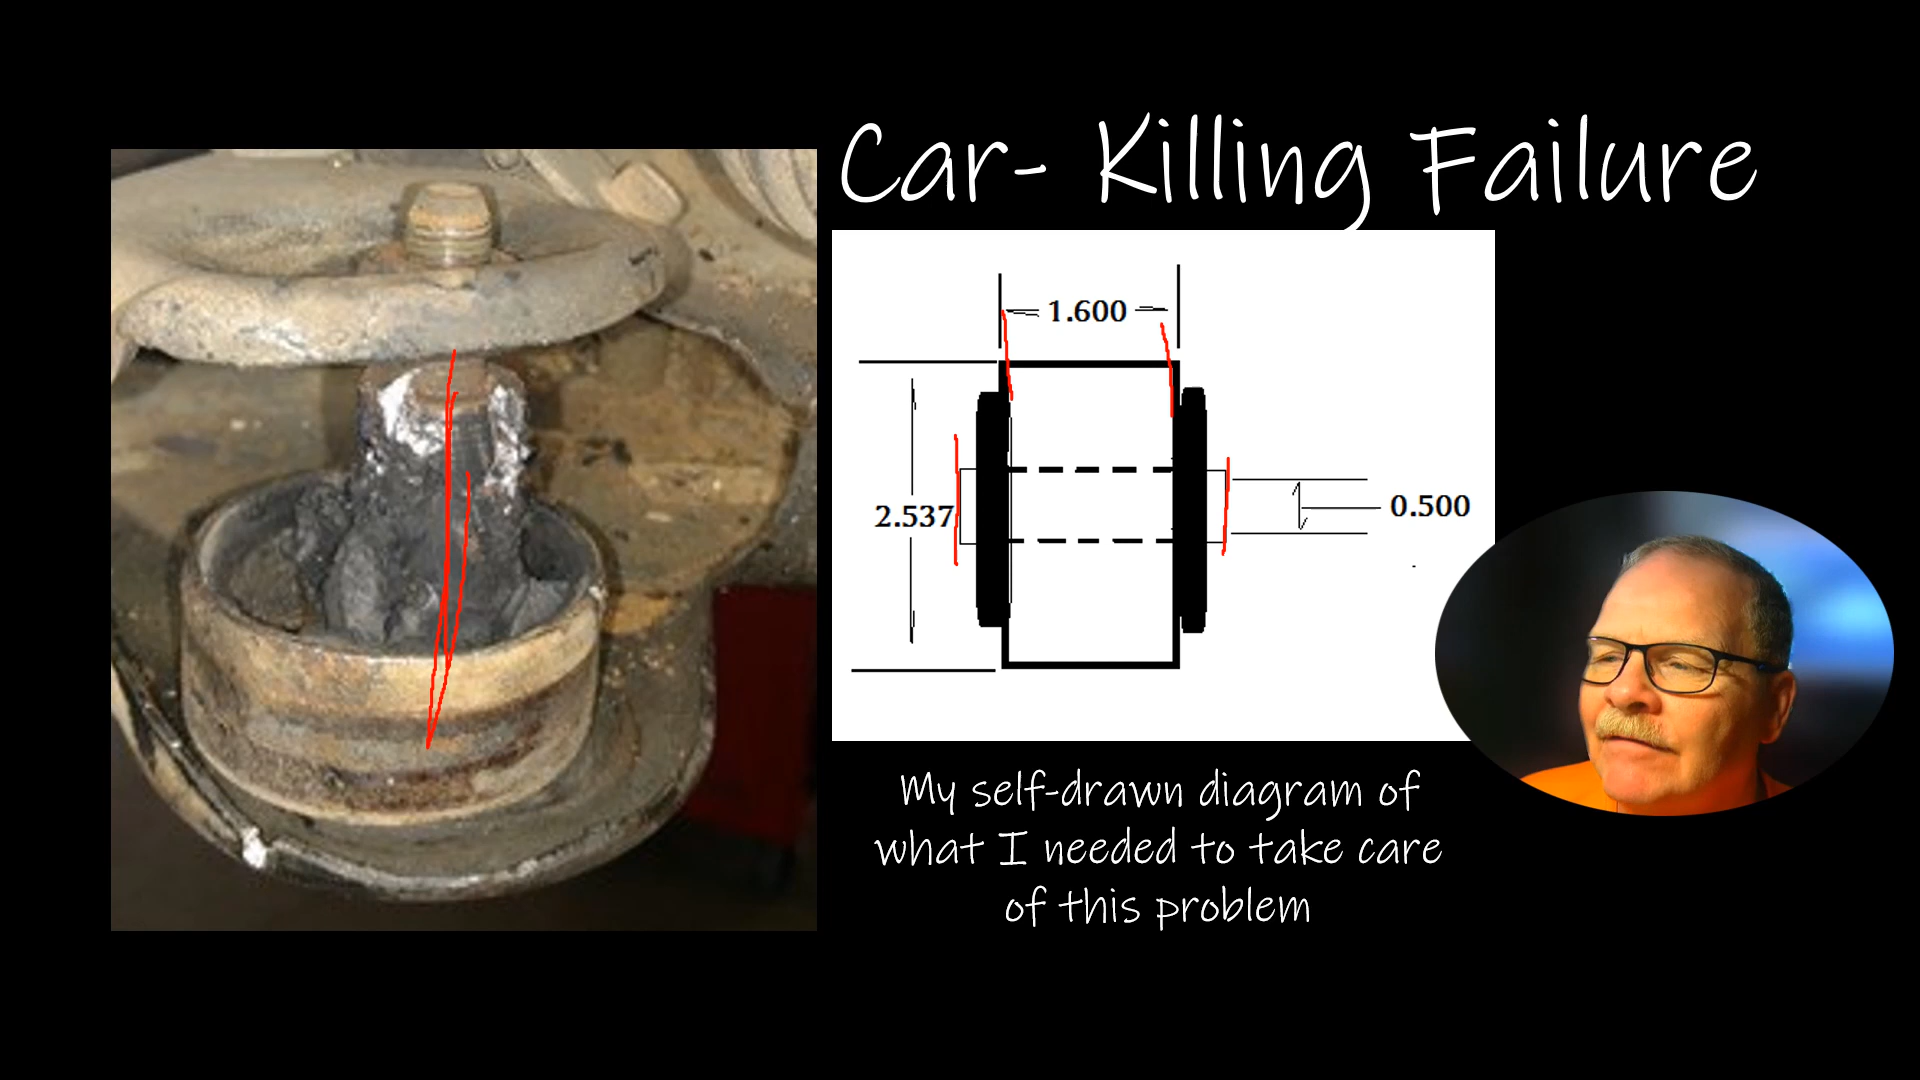 Car- Killing Failure
1.600
2.537
0.500
My self-drawn diagram of
what I needed to take care
of this problem